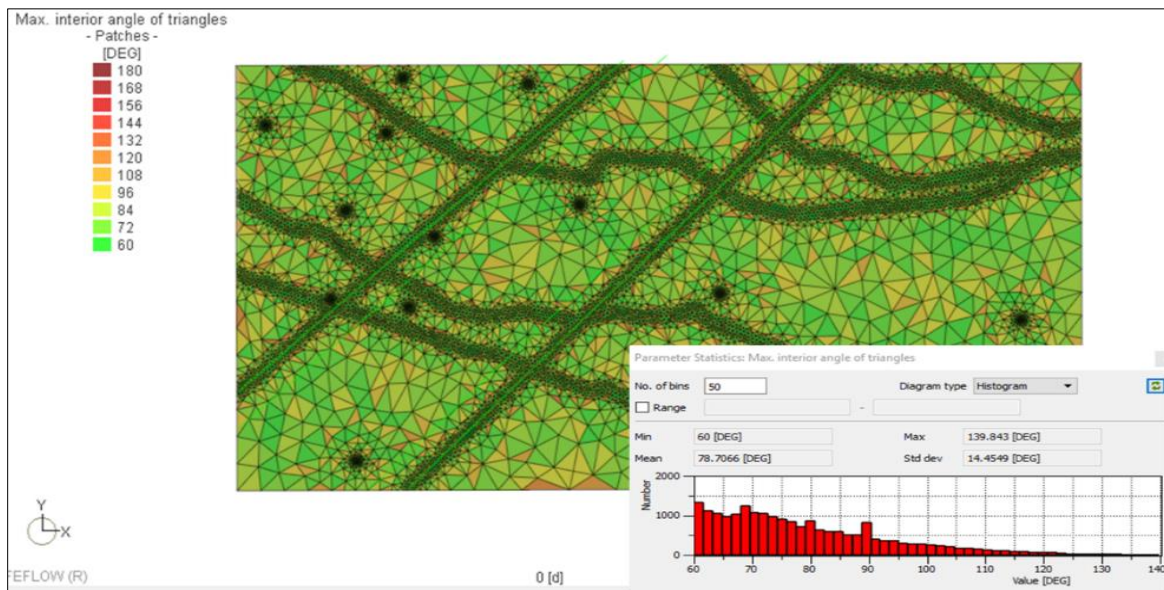 Max. interior angle of triangles
- Patches -
[DEG]
180
168
156
144
132
120
108
96
84
72
60
Y
X
FEFLOW (R)
0 [d]
Parameter Statistics: Max. interior angle of triangles
No. of bins 50 Diagram type Histogram
Range -
Min 60 [DEG] Max 139.843 [DEG]
Mean 78.7066 [DEG] Std dev 14.4549 [DEG]
Number
2000
1000
0
60 70 80 90 100 110 120 130 140
Value [DEG]